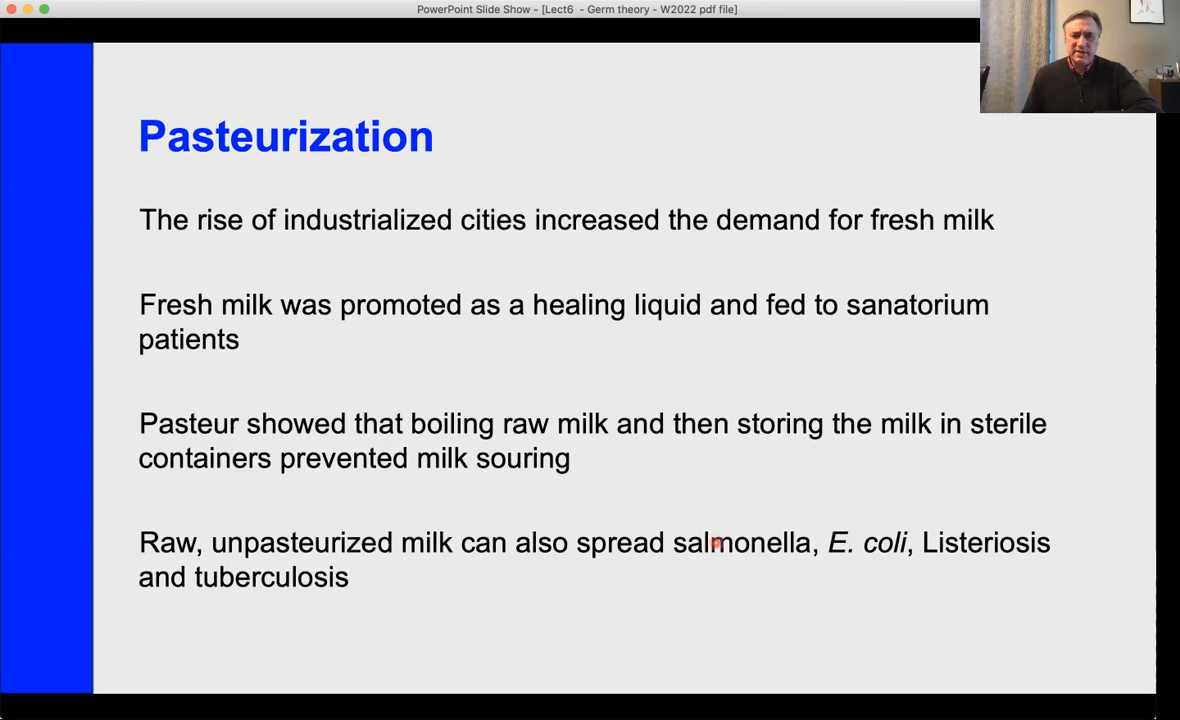 PowerPoint Slide Show - [Lect6 - Germ theory - W2022 pdf file]
Pasteurization
The rise of industrialized cities increased the demand for fresh milk
Fresh milk was promoted as a healing liquid and fed to sanatorium
patients
Pasteur showed that boiling raw milk and then storing the milk in sterile
containers prevented milk souring
Raw, unpasteurized milk can also spread salmonella, E. coli, Listeriosis
and tuberculosis